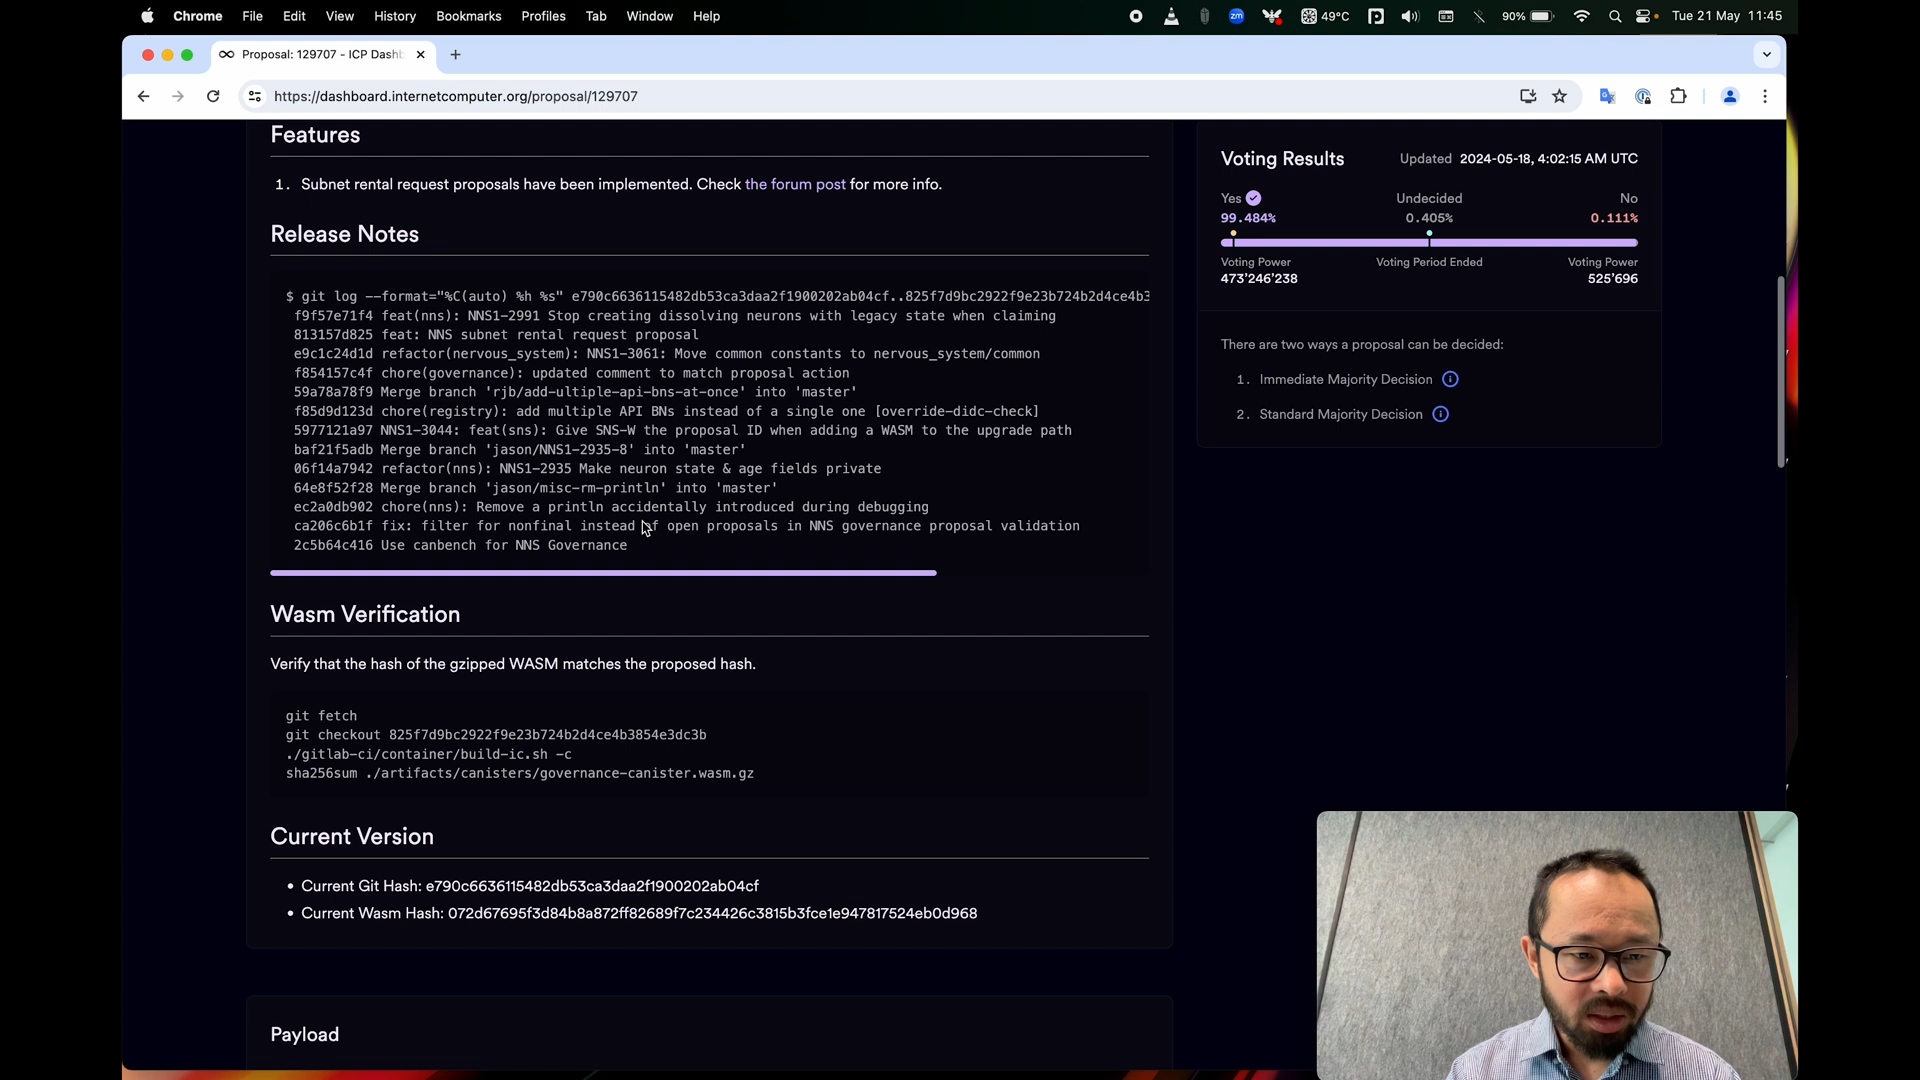 Chrome File Edit View History Bookmarks Profiles Tab Window Help
zm 49°C 90% Tue 21 May 11:45
Proposal: 129707 - ICP Dashb
https://dashboard.internetcomputer.org/proposal/129707
Features
1. Subnet rental request proposals have been implemented. Check the forum post for more info.
Release Notes
$ git log --format="%C(auto) %h %s" e790c6636115482db53ca3daa2f1900202ab04cf..825f7d9bc2922f9e23b724b2d4ce4b3
f9f57e71f4 feat(nns): NNS1-2991 Stop creating dissolving neurons with legacy state when claiming
813157d825 feat: NNS subnet rental request proposal
e9c1c24d1d refactor(nervous_system): NNS1-3061: Move common constants to nervous_system/common
f854157c4f chore(governance): updated comment to match proposal action
59a78a78f9 Merge branch 'rjb/add-ultiple-api-bns-at-once' into 'master'
f85d9d123d chore(registry): add multiple API BNs instead of a single one [override-didc-check]
5977121a97 NNS1-3044: feat(sns): Give SNS-W the proposal ID when adding a WASM to the upgrade path
baf21f5adb Merge branch 'jason/NNS1-2935-8' into 'master'
06f14a7942 refactor(nns): NNS1-2935 Make neuron state & age fields private
64e8f52f28 Merge branch 'jason/misc-rm-println' into 'master'
ec2a0db902 chore(nns): Remove a println accidentally introduced during debugging
ca206c6b1f fix: filter for nonfinal instead of open proposals in NNS governance proposal validation
2c5b64c416 Use canbench for NNS Governance
Wasm Verification
Verify that the hash of the gzipped WASM matches the proposed hash.
git fetch
git checkout 825f7d9bc2922f9e23b724b2d4ce4b3854e3dc3b
./gitlab-ci/container/build-ic.sh -c
sha256sum ./artifacts/canisters/governance-canister.wasm.gz
Current Version
• Current Git Hash: e790c6636115482db53ca3daa2f1900202ab04cf
• Current Wasm Hash: 072d67695f3d84b8a872ff82689f7c234426c3815b3fce1e947817524eb0d968
Payload
Voting Results Updated 2024-05-18, 4:02:15 AM UTC
Yes Undecided No
99.484% 0.405% 0.111%
Voting Power Voting Period Ended Voting Power
473'246'238 525'696
There are two ways a proposal can be decided:
1. Immediate Majority Decision
2. Standard Majority Decision